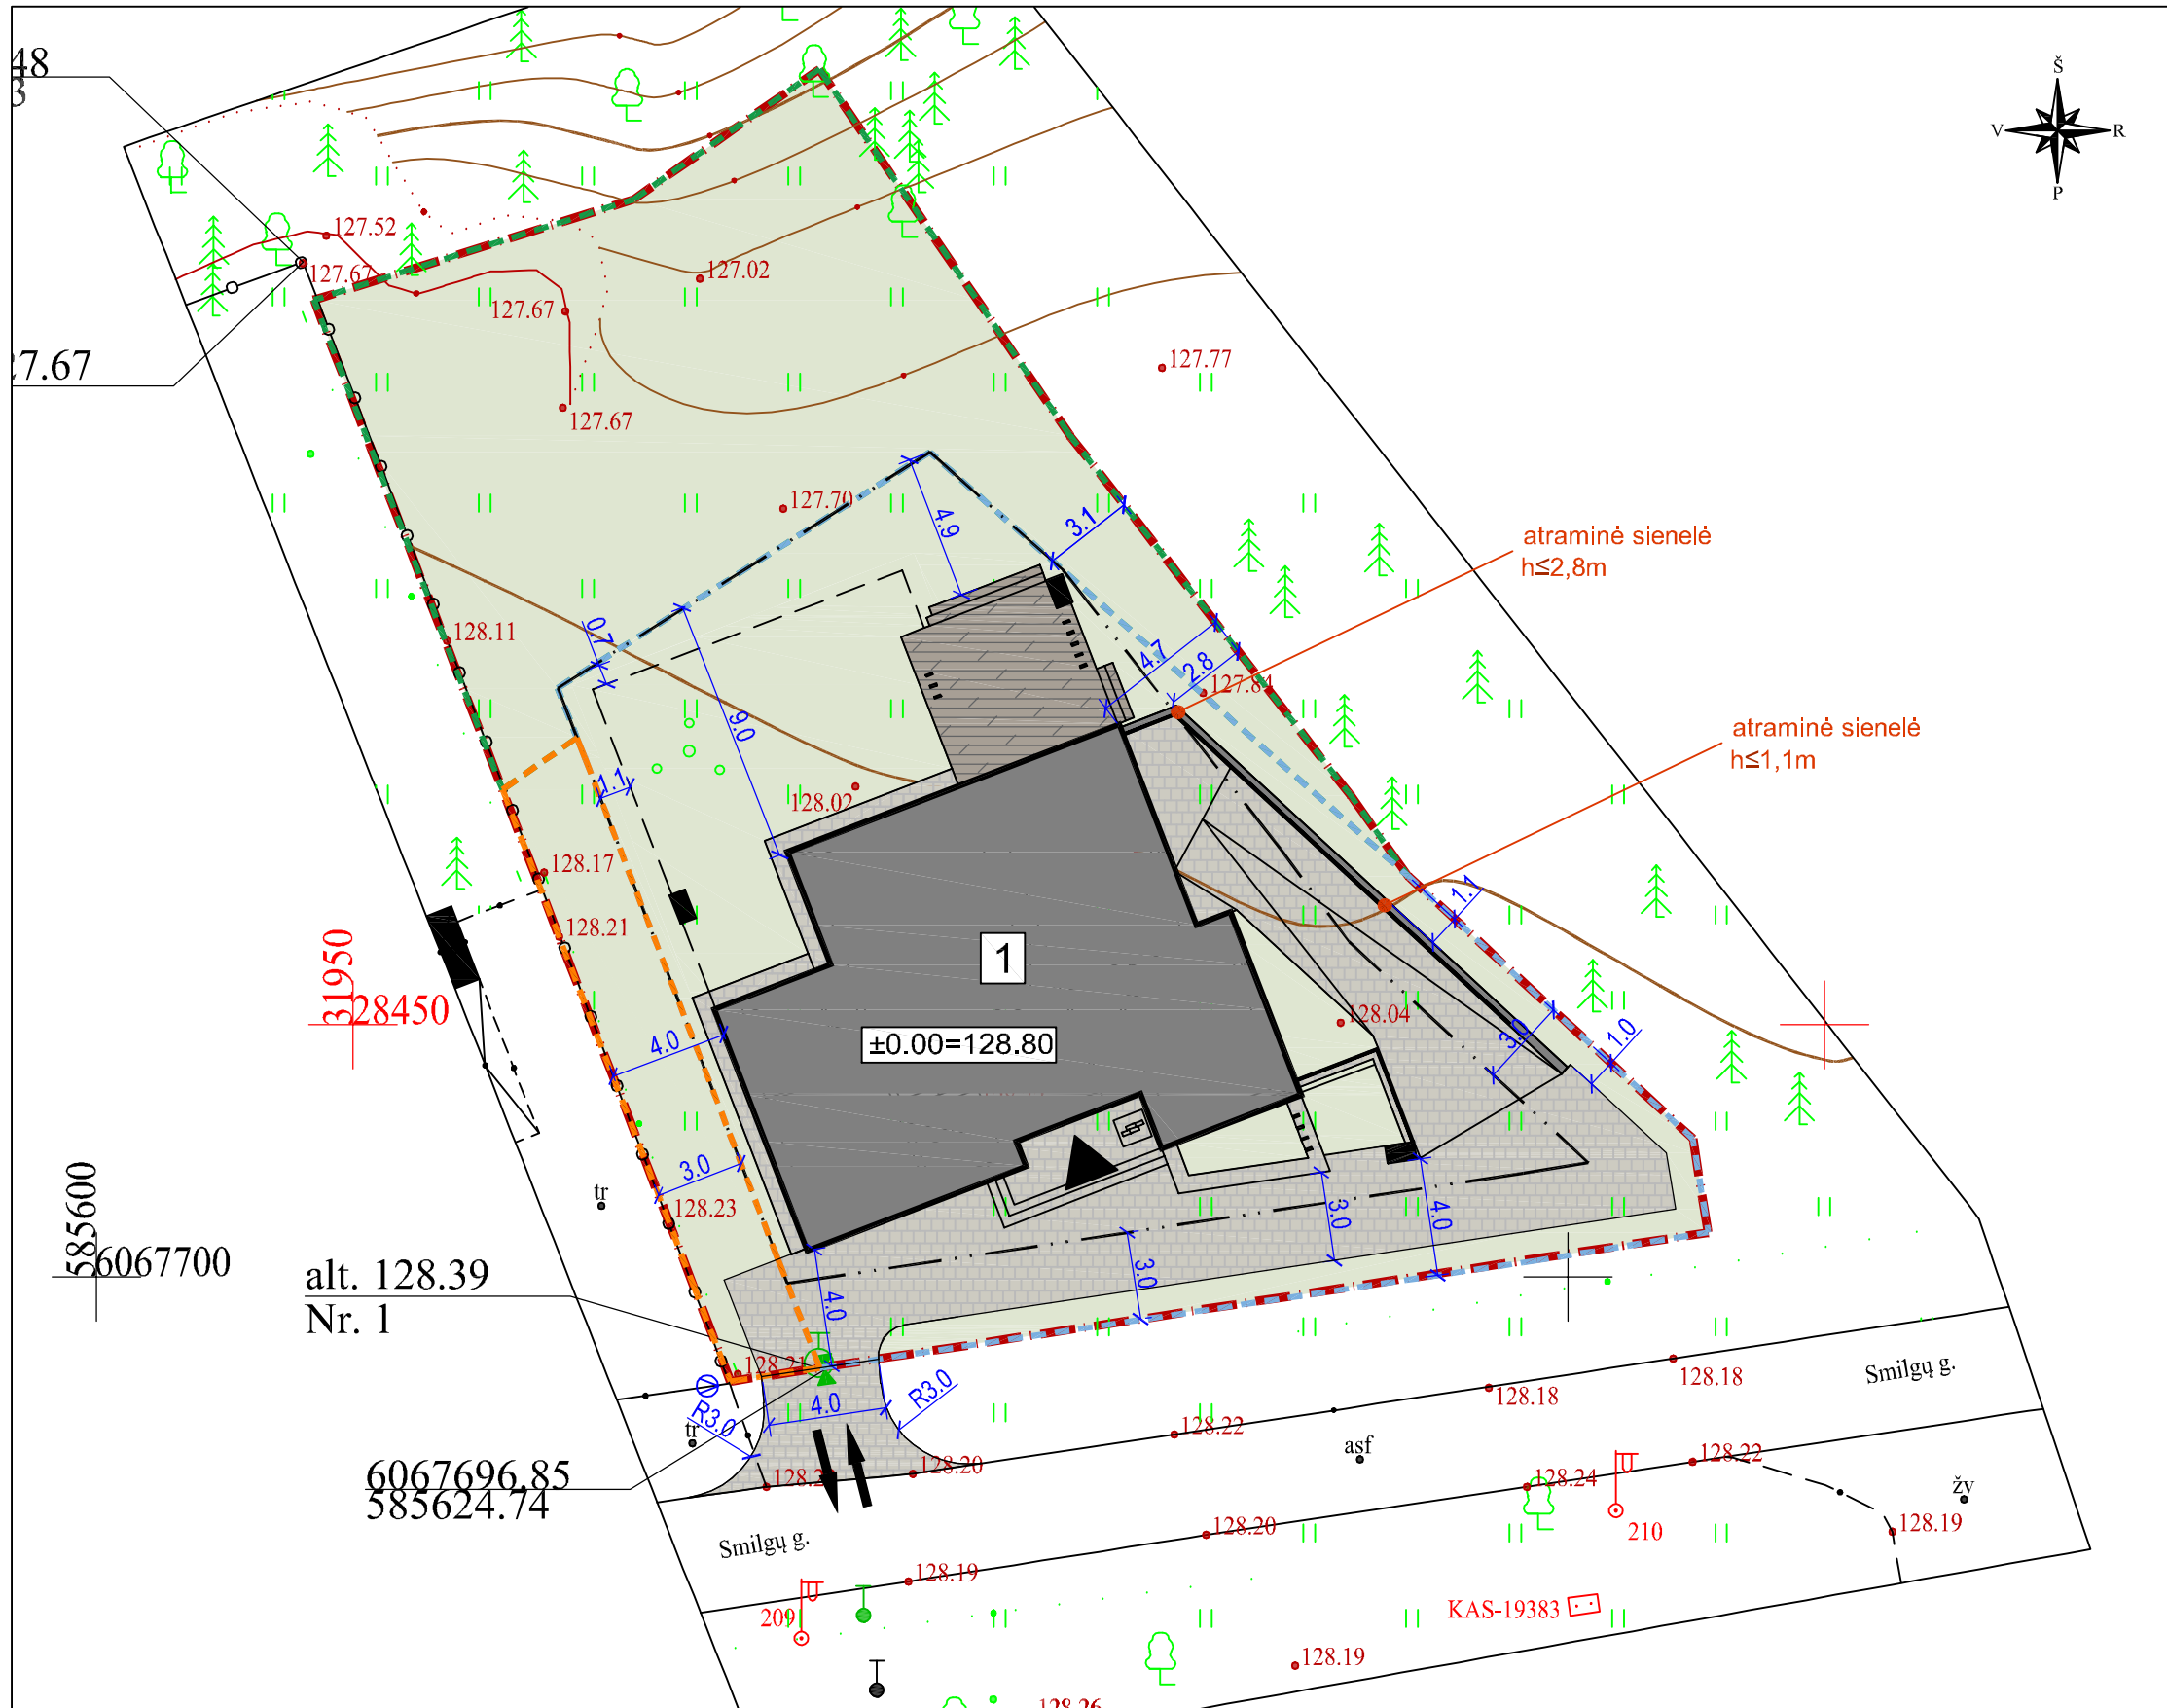 48
3
Š
V
R
P
127.52
127.67
127.02
127.67
27.67
127.77
127.67
127.70
4.9
3.1
atraminė sienelė
h≤2,8m
128.11
0.7
4.7
2.8
127.84
9.0
atraminė sienelė
h≤1,1m
1.1
128.02
128.17
1.1
128.21
31950
328450
1
±0.00=128.80
128.04
4.0
3.0
1.0
3.0
585600
6067700
tr
128.23
3.0
4.0
alt. 128.39
Nr. 1
3.0
4.0
128.21
128.18
128.18
Smilgų g.
R3.0
4.0
R3.0
tr
128.22
asf
128.22
6067696.85
585624.74
128.20
128.24
žv
Smilgų g.
128.20
210
128.19
128.19
209
KAS-19383
128.19
128.26